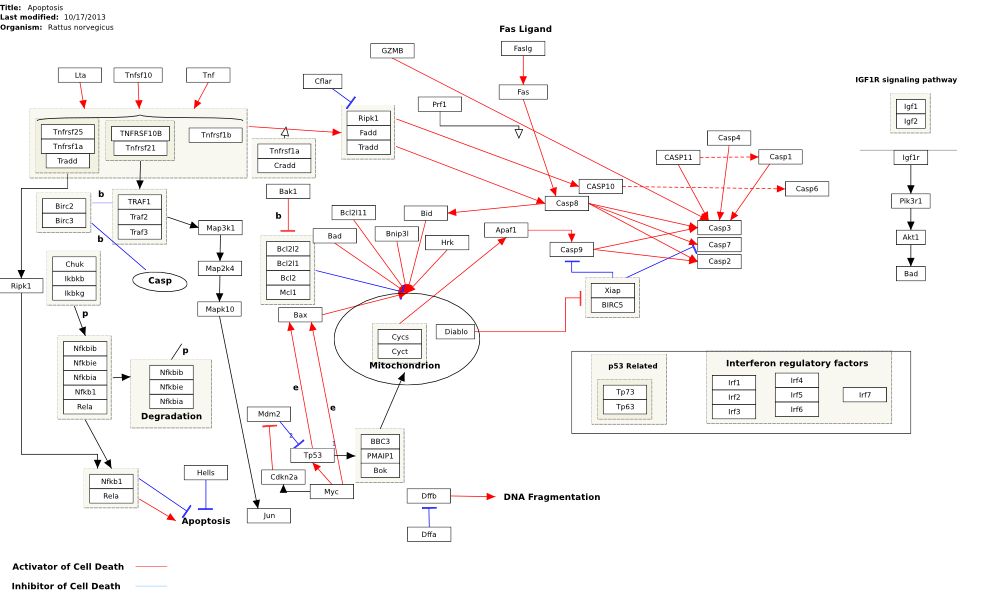 Title: Apoptosis
Last modified: 10/17/2013
Organism: Rattus norvegicus
Fas Ligand
GZMB
Faslg
Lta
Tnfsf10
Tnf
Cflar
Fas
IGF1R signaling pathway
Prf1
Igf1
Igf2
Tnfrsf25
Tnfrsf1a
Tradd
TNFRSF10B
Tnfrsf21
Tnfrsf1b
Ripk1
Fadd
Tradd
Tnfrsf1a
Cradd
Casp4
CASP11
Casp1
Igf1r
CASP10
Casp6
Bak1
b
b
b
Birc2
Birc3
TRAF1
Traf2
Traf3
Casp8
Pik3r1
Bcl2l11
Bid
Map3k1
Bad
Bnip3l
Hrk
Apaf1
Casp9
Casp3
Casp7
Casp2
Akt1
Bcl2l2
Bcl2l1
Bcl2
Mcl1
Chuk
Ikbkb
Ikbkg
Map2k4
Casp
Bad
Ripk1
Xiap
BIRC5
Mapk10
p
Bax
Diablo
Cycs
Cyct
Mitochondrion
Nfkbib
Nfkbie
Nfkbia
Nfkb1
Rela
p
Nfkbib
Nfkbie
Nfkbia
Degradation
p53 Related
Tp73
Tp63
Interferon regulatory factors
Irf1
Irf2
Irf3
Irf4
Irf5
Irf6
Irf7
e
e
Mdm2
Tp53
BBC3
PMAIP1
Bok
Hells
Cdkn2a
Myc
Nfkb1
Rela
Dffb
DNA Fragmentation
Jun
Apoptosis
Dffa
Activator of Cell Death
Inhibitor of Cell Death